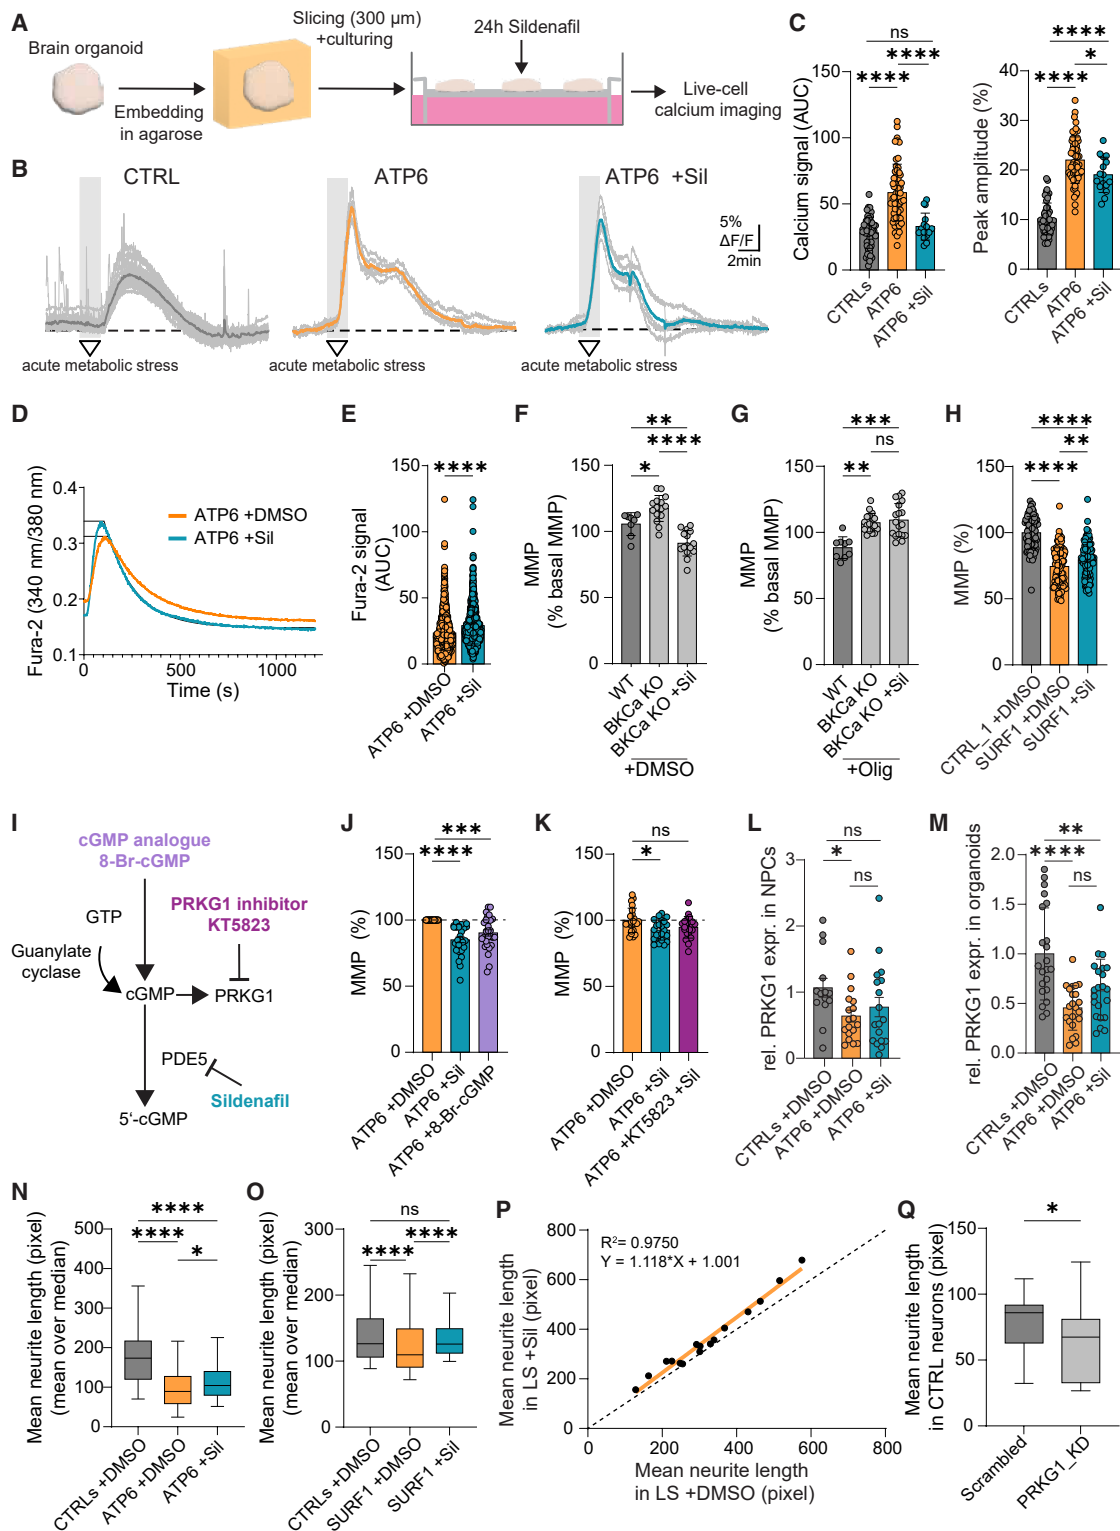 A
Brain organoid
Embedding
in agarose
Slicing (300 µm)
+culturing
24h Sildenafil
Live-cell
calcium imaging
B
CTRL
ATP6
ATP6 +Sil
5%
ΔF/F
2min
acute metabolic stress
acute metabolic stress
acute metabolic stress
C
Calcium signal (AUC)
150
100
50
0
ns
****
****
CTRLs
ATP6
ATP6 +Sil
Peak amplitude (%)
40
30
20
10
0
****
*
****
CTRLs
ATP6
ATP6 +Sil
D
Fura-2 (340 nm/380 nm)
0.4
0.3
0.2
0.1
0
500
1000
Time (s)
ATP6 +DMSO
ATP6 +Sil
E
Fura-2 signal
(AUC)
150
100
50
0
****
ATP6 +DMSO
ATP6 +Sil
F
MMP
(% basal MMP)
150
100
50
0
**
****
*
WT
BKCa KO
BKCa KO +Sil
+DMSO
G
MMP
(% basal MMP)
150
100
50
0
***
ns
**
WT
BKCa KO
BKCa KO +Sil
+Olig
H
MMP (%)
150
100
50
0
****
**
****
CTRL_1 +DMSO
SURF1 +DMSO
SURF1 +Sil
I
cGMP analogue
8-Br-cGMP
GTP
PRKG1 inhibitor
KT5823
Guanylate
cyclase
cGMP
PRKG1
PDE5
Sildenafil
5‘-cGMP
J
MMP (%)
150
100
50
0
***
****
ATP6 +DMSO
ATP6 +Sil
ATP6 +8-Br-cGMP
K
MMP (%)
150
100
50
0
ns
*
ATP6 +DMSO
ATP6 +Sil
ATP6 +KT5823 +Sil
L
rel. PRKG1 expr. in NPCs
3
2
1
0
ns
*
ns
CTRLs +DMSO
ATP6 +DMSO
ATP6 +Sil
M
rel. PRKG1 expr. in organoids
2.0
1.5
1.0
0.5
0
**
****
ns
CTRLs +DMSO
ATP6 +DMSO
ATP6 +Sil
N
Mean neurite length (pixel)
(mean over median)
500
400
300
200
100
0
****
****
*
CTRLs +DMSO
ATP6 +DMSO
ATP6 +Sil
O
Mean neurite length (pixel)
(mean over median)
300
200
100
0
ns
****
****
CTRLs +DMSO
SURF1 +DMSO
SURF1 +Sil
P
Mean neurite length
in LS +Sil (pixel)
800
600
400
200
0
R²= 0.9750
Y = 1.118*X + 1.001
0
200
400
600
800
Mean neurite length
in LS +DMSO (pixel)
Q
Mean neurite length
in CTRL neurons (pixel)
150
100
50
0
*
Scrambled
PRKG1_KD